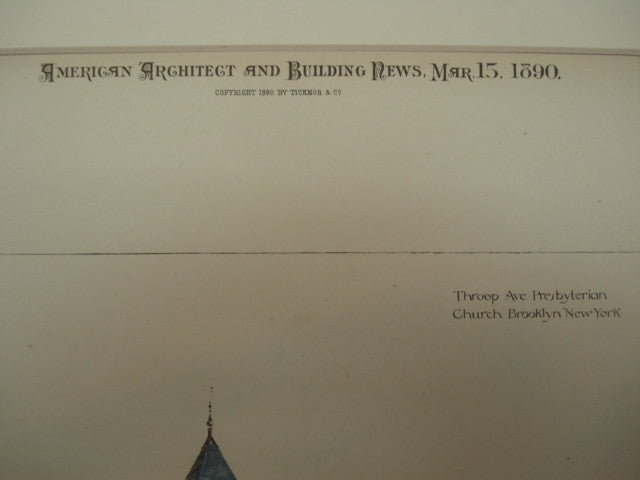 American Architect and Building News, Mar. 15. 1890.
COPYRIGHT 1890 BY TICKNOR & Co
Throop Ave Presbyterian
Church Brooklyn New York